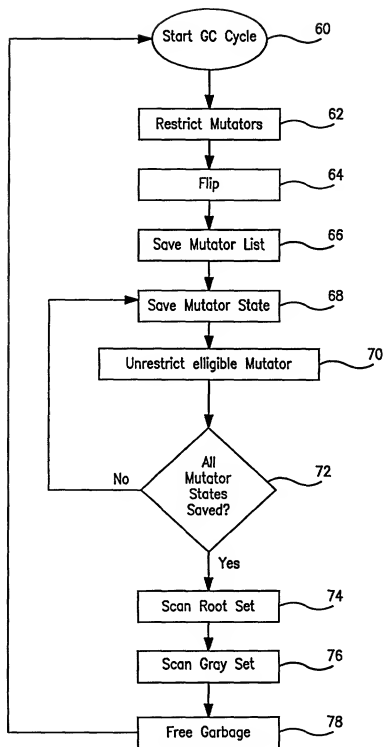 Start GC Cycle
60
Restrict Mutators
62
Flip
64
Save Mutator List
66
Save Mutator State
68
Unrestrict elligible Mutator
70
All
Mutator
States
Saved?
72
No
Yes
Scan Root Set
74
Scan Gray Set
76
Free Garbage
78